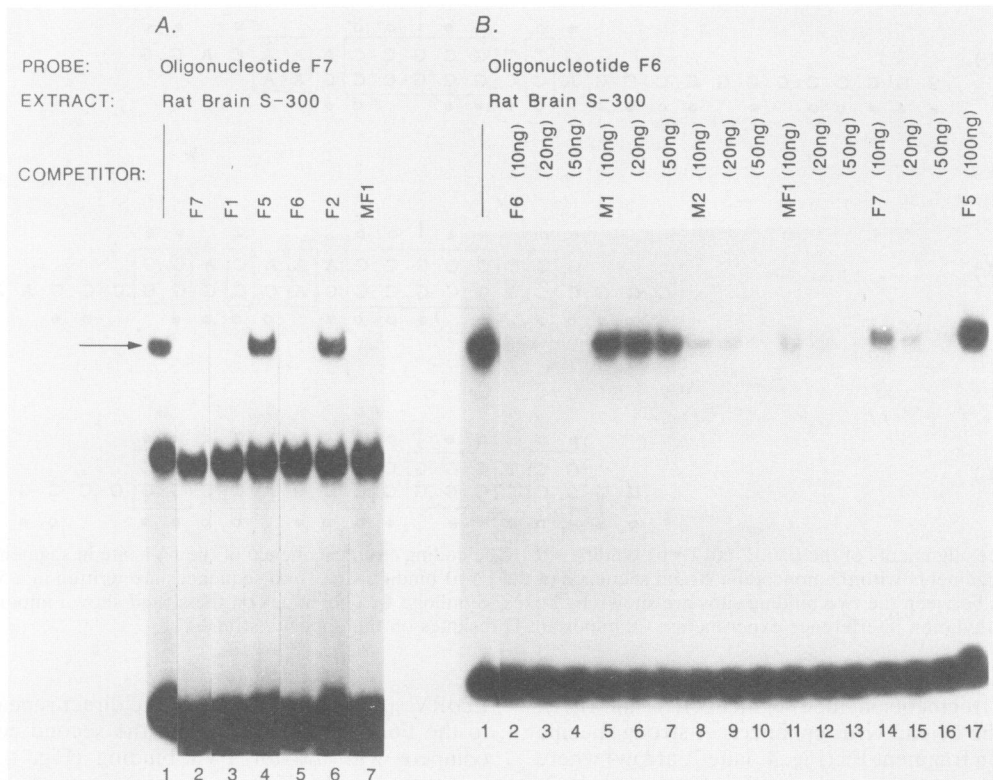 A.
PROBE: Oligonucleotide F7
EXTRACT: Rat Brain S-300
COMPETITOR: F7 F1 F5 F6 F2 MF1
1 2 3 4 5 6 7
B.
Oligonucleotide F6
Rat Brain S-300
F6 (10ng) (20ng) (50ng) M1 (10ng) (20ng) (50ng) M2 (10ng) (20ng) (50ng) MF1 (10ng) (20ng) (50ng) F7 (10ng) (20ng) (50ng) F5 (100ng)
1 2 3 4 5 6 7 8 9 10 11 12 13 14 15 16 17